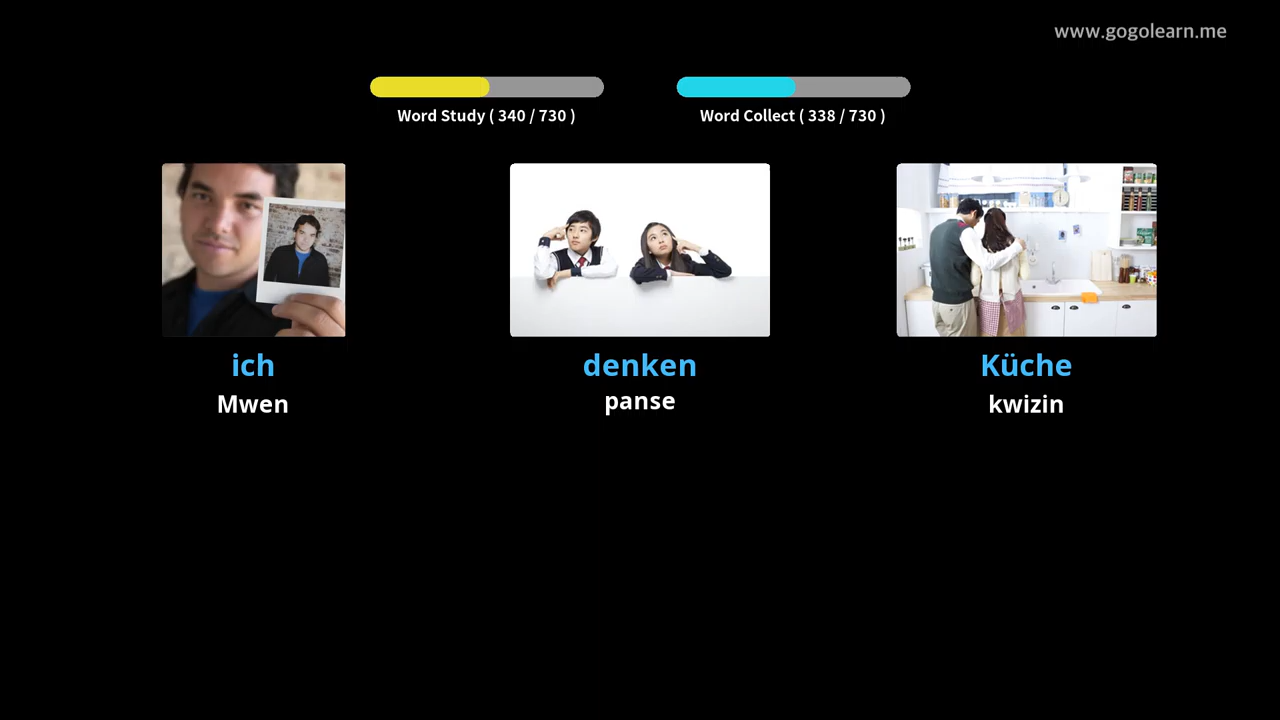 www.gogolearn.me
Word Study ( 340 / 730 )
Word Collect ( 338 / 730 )
ich
Mwen
denken
panse
Küche
kwizin